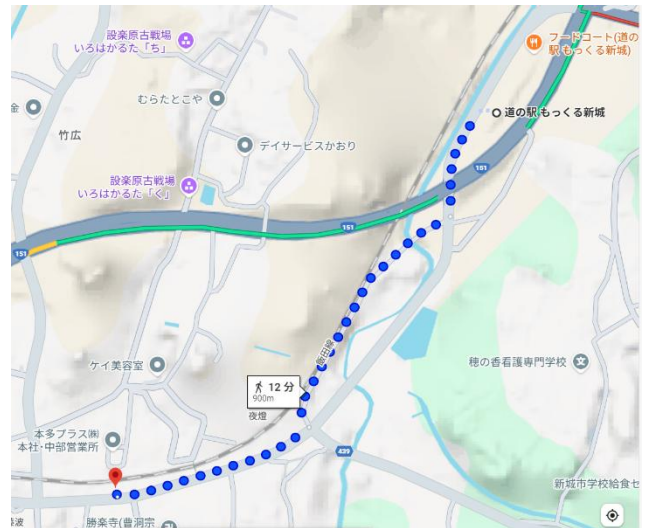 設楽原古戦場
いろはかるた「ち」
フードコート(道の
駅 もっくる新城)
むらたとこや
道の駅 もっくる新城
金
竹広
デイサービスかおり
151
設楽原古戦場
いろはかるた「く」
151
151
151
飯田線
ケイ美容室
穂の香看護専門学校
12 分
900m
夜燈
本多プラス㈱
本社・中部営業所
439
新城市学校給食セ
勝楽寺(曹洞宗